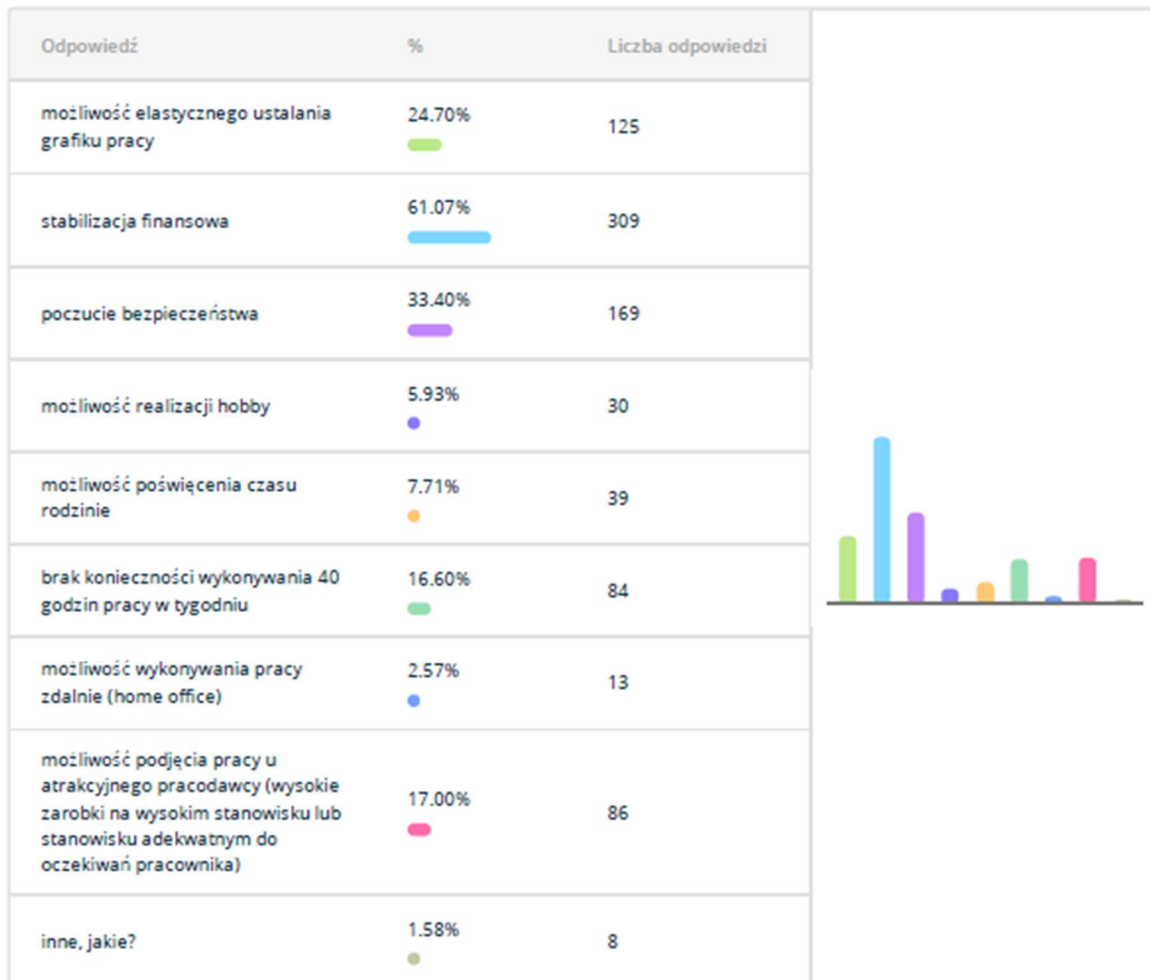 Odpowiedź % Liczba odpowiedzi
możliwość elastycznego ustalania
grafiku pracy
24.70%
125
stabilizacja finansowa
61.07%
309
poczucie bezpieczeństwa
33.40%
169
możliwość realizacji hobby
5.93%
30
możliwość poświęcenia czasu
rodzinie
7.71%
39
brak konieczności wykonywania 40
godzin pracy w tygodniu
16.60%
84
możliwość wykonywania pracy
zdalnie (home office)
2.57%
13
możliwość podjęcia pracy u
atrakcyjnego pracodawcy (wysokie
zarobki na wysokim stanowisku lub
stanowisku adekwatnym do
oczekiwań pracownika)
17.00%
86
inne, jakie?
1.58%
8